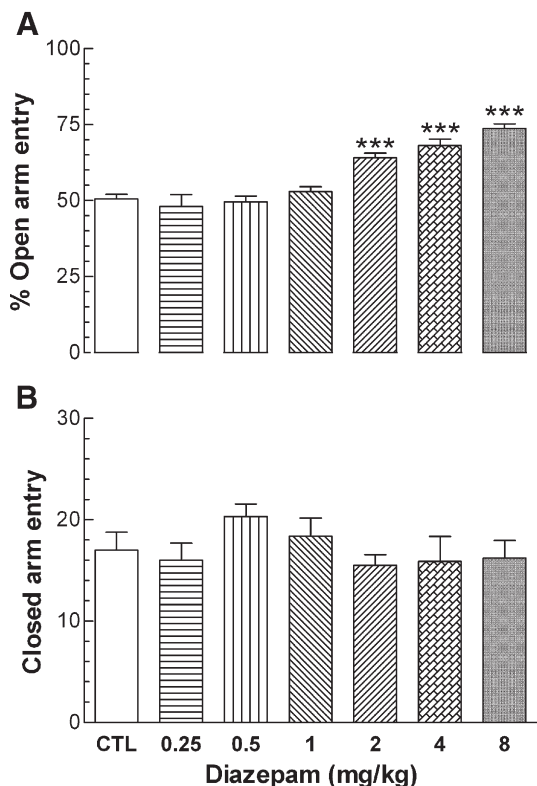 A
100
75
50
25
0
% Open arm entry
***
***
***
B
30
20
10
0
Closed arm entry
CTL 0.25 0.5 1 2 4 8
Diazepam (mg/kg)